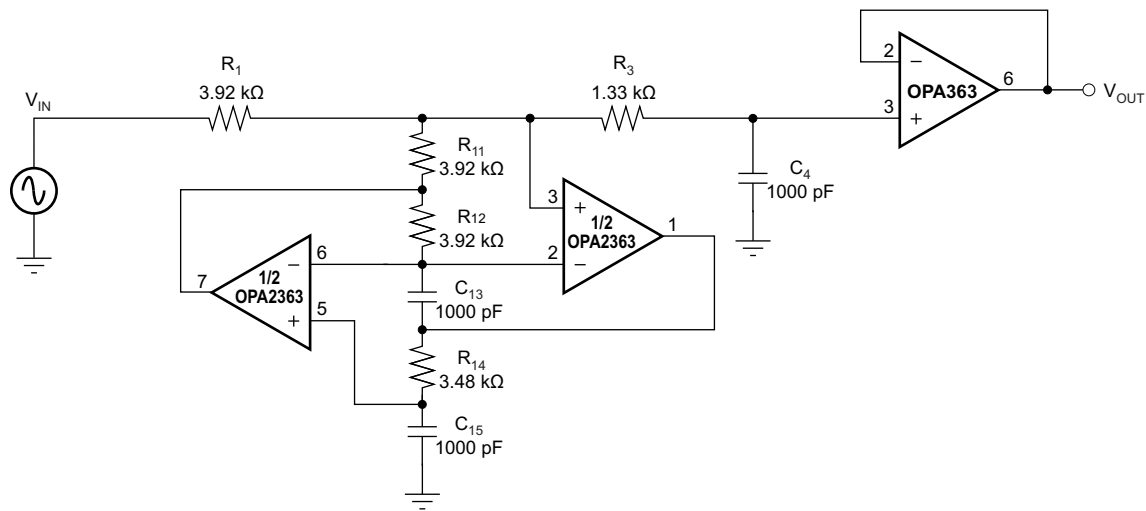 R1
3.92 kΩ
VIN
R3
1.33 kΩ
2
−
OPA363
6
3
+
VOUT
R11
3.92 kΩ
C4
1000 pF
R12
3.92 kΩ
3
+
1/2
OPA2363
1
2
−
6
−
7
1/2
OPA2363
5
+
C13
1000 pF
R14
3.48 kΩ
C15
1000 pF